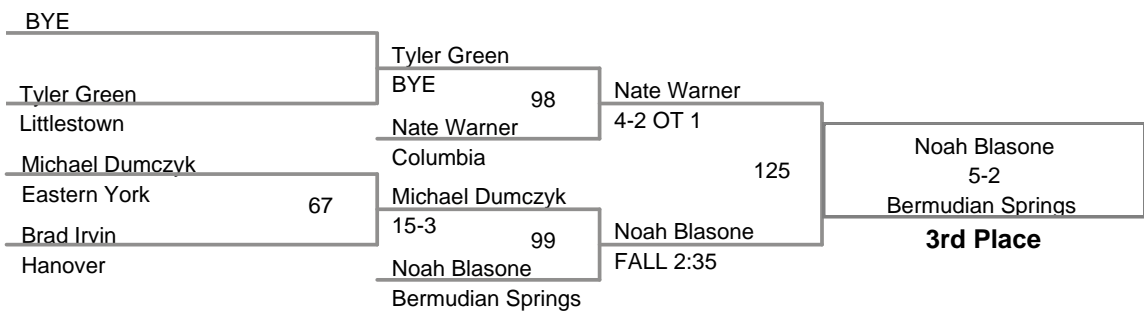 BYE
Tyler Green
Littlestown
Michael Dumczyk
Eastern York
67
Brad Irvin
Hanover
Tyler Green
BYE
98
Nate Warner
Columbia
Michael Dumczyk
15-3
99
Noah Blasone
Bermudian Springs
Nate Warner
4-2 OT 1
125
Noah Blasone
FALL 2:35
Noah Blasone
5-2
Bermudian Springs
3rd Place